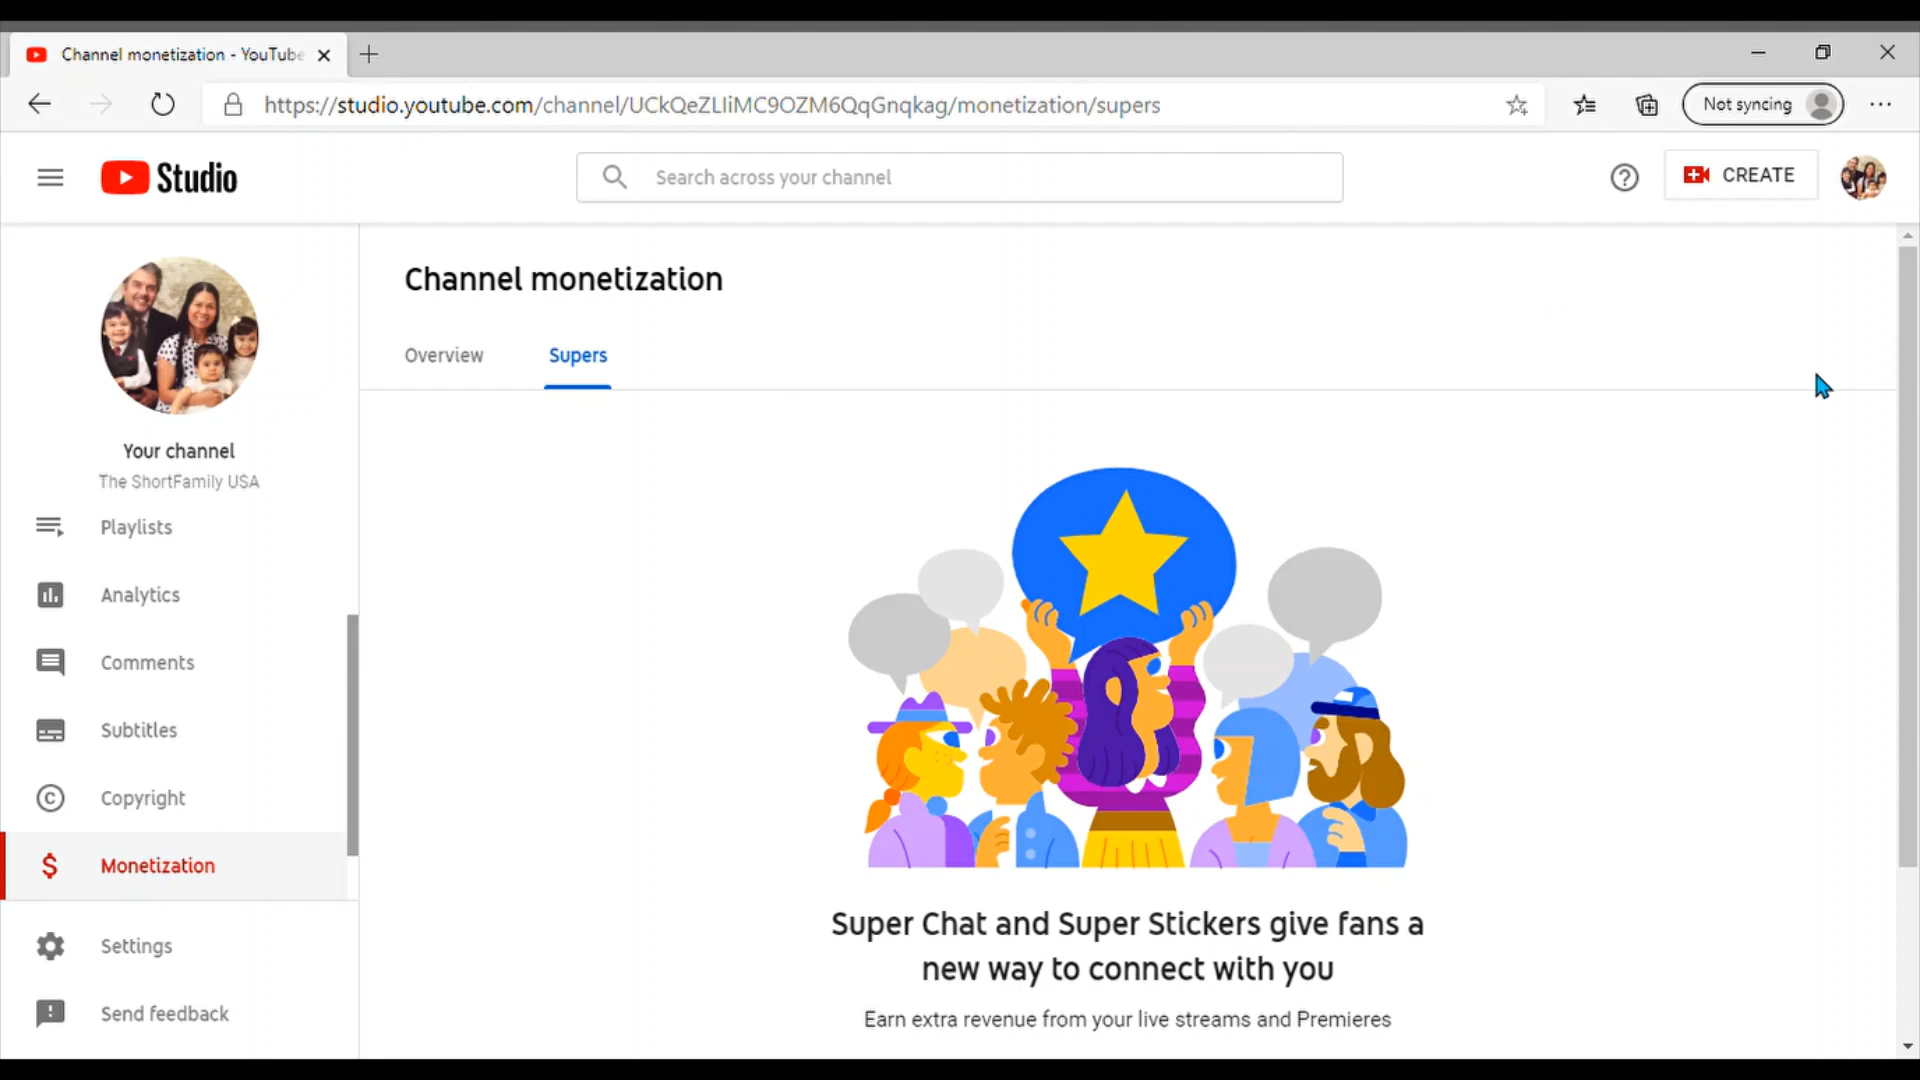 Channel monetization - YouTube
https://studio.youtube.com/channel/UCkQeZLIiMC9OZM6QqGnqkag/monetization/supers
Not syncing
Studio
Search across your channel
CREATE
Channel monetization
Overview
Supers
Your channel
The ShortFamily USA
Playlists
Analytics
Comments
Subtitles
Copyright
Monetization
Settings
Send feedback
Super Chat and Super Stickers give fans a
new way to connect with you
Earn extra revenue from your live streams and Premieres